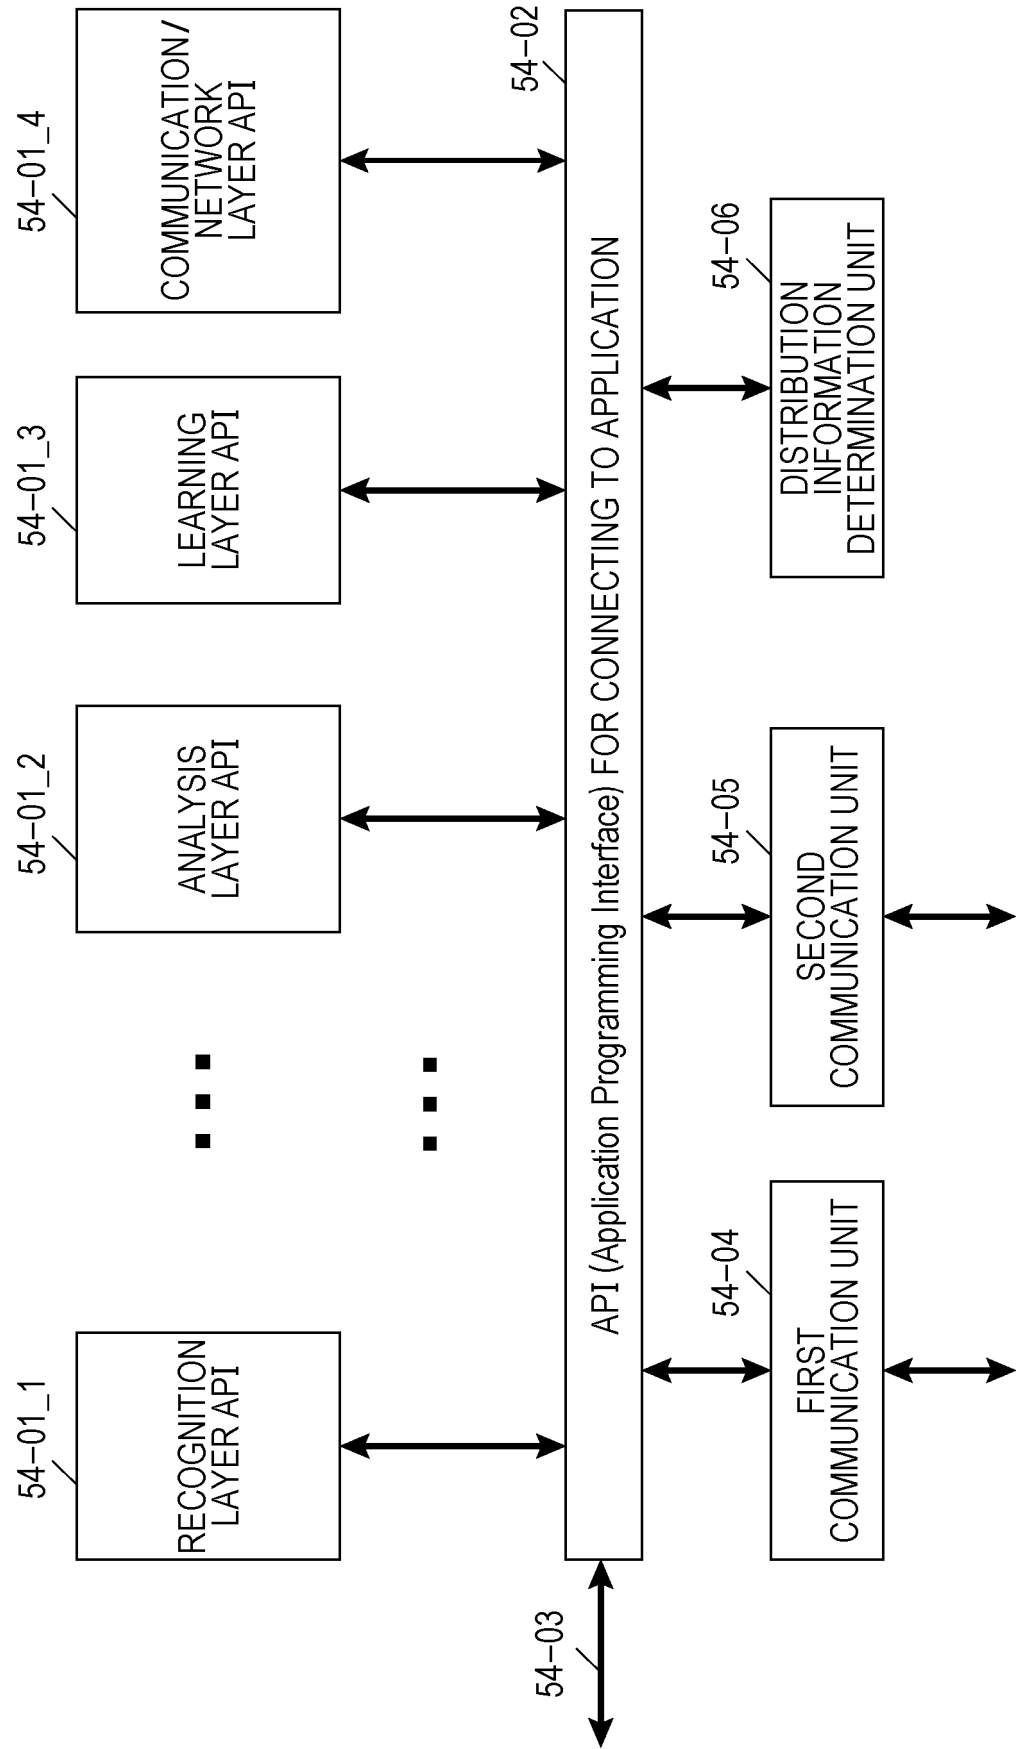 54-01_1
RECOGNITION
LAYER API
54-01_2
ANALYSIS
LAYER API
54-01_3
LEARNING
LAYER API
54-01_4
COMMUNICATION/
NETWORK
LAYER API
54-02
54-03
API (Application Programming Interface) FOR CONNECTING TO APPLICATION
54-04
FIRST
COMMUNICATION UNIT
54-05
SECOND
COMMUNICATION UNIT
54-06
DISTRIBUTION
INFORMATION
DETERMINATION UNIT